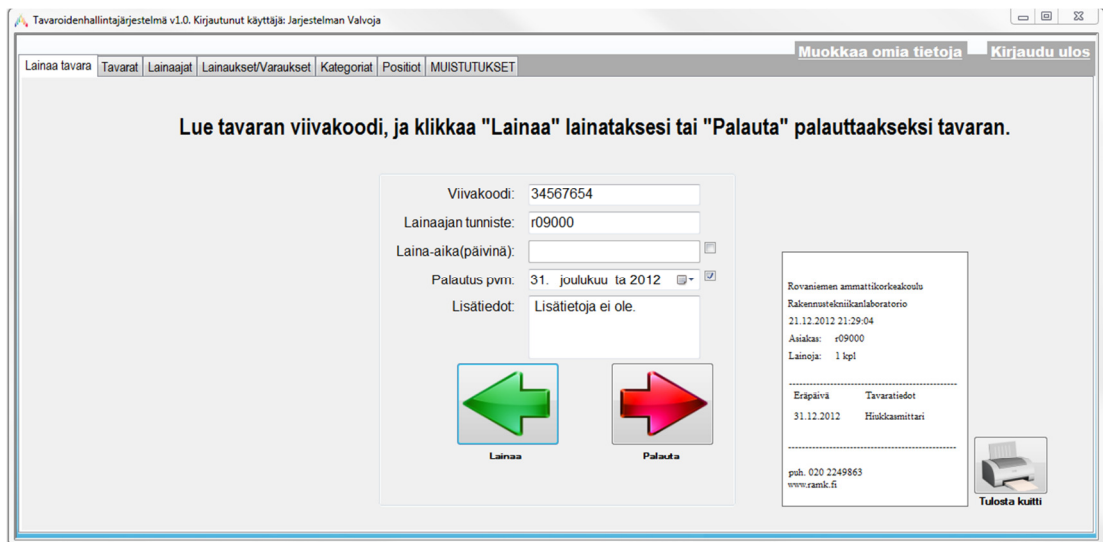 Tavaroidenhallintajärjestelmä v1.0. Kirjautunut käyttäjä: Jarjestelman Valvoja
Muokkaa omia tietoja Kirjaudu ulos
Lainaa tavara Tavarat Lainaajat Lainaukset/Varaukset Kategoriat Positiot MUISTUTUKSET
Lue tavaran viivakoodi, ja klikkaa "Lainaa" lainataksesi tai "Palauta" palauttaakseksi tavaran.
Viivakoodi: 34567654
Lainaajan tunniste: r09000
Laina-aika(päivinä):
Palautus pvm: 31. joulukuu ta 2012
Lisätiedot: Lisätietoja ei ole.
Lainaa Palauta
Rovaniemen ammattikorkeakoulu
Rakennustekniikanlaboratorio
21.12.2012 21:29:04
Asiakas: r09000
Lainoja: 1 kpl
--------------------------------------------------
Eräpäivä Tavaratiedot
31.12.2012 Hiukkasmittari
--------------------------------------------------
puh. 020 2249863
www.ramk.fi
Tulosta kuitti